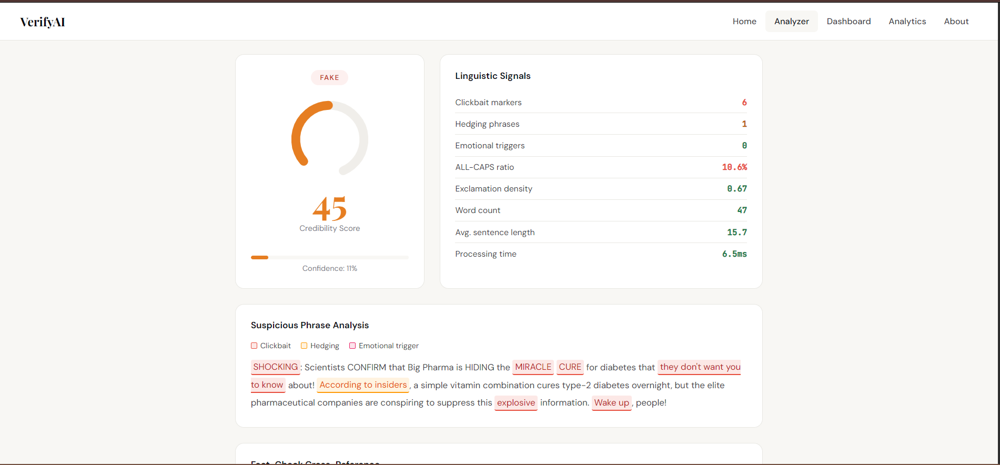 VerifyAI
Home Analyzer Dashboard Analytics About
FAKE
45
Credibility Score
Confidence: 11%
Linguistic Signals
Clickbait markers 6
Hedging phrases 1
Emotional triggers 0
ALL-CAPS ratio 10.6%
Exclamation density 0.67
Word count 47
Avg. sentence length 15.7
Processing time 6.5ms
Suspicious Phrase Analysis
Clickbait Hedging Emotional trigger
SHOCKING: Scientists CONFIRM that Big Pharma is HIDING the MIRACLE CURE for diabetes that they don't want you
to know about! According to insiders, a simple vitamin combination cures type-2 diabetes overnight, but the elite
pharmaceutical companies are conspiring to suppress this explosive information. Wake up, people!
Fact-Check Cross-Reference